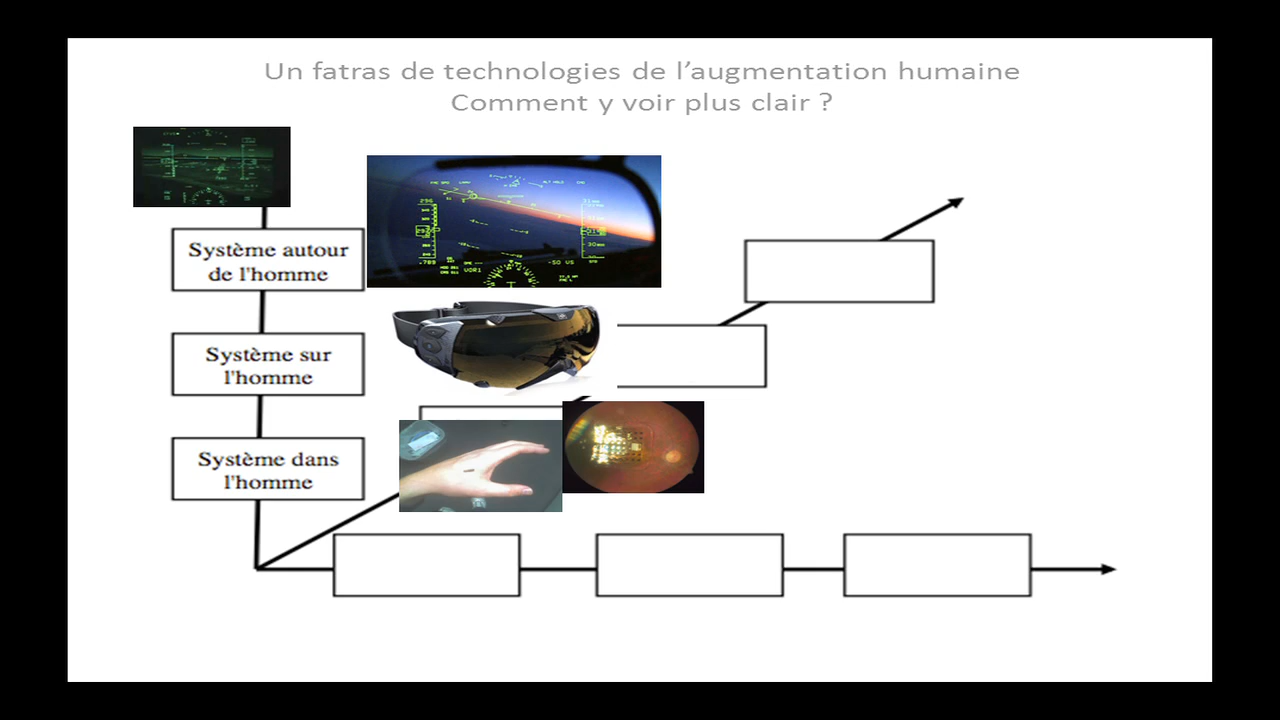 Un fatras de technologies de l'augmentation humaine
Comment y voir plus clair ?
Système autour
de l'homme
Système sur
l'homme
Système dans
l'homme
VOR1